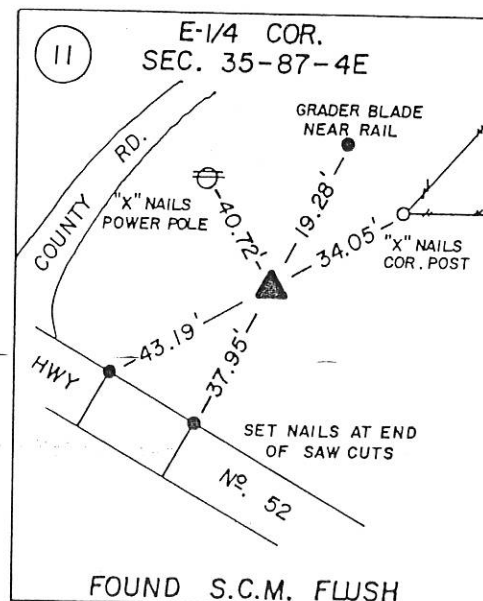 11
E-1/4 COR.
SEC. 35-87-4E
GRADER BLADE
NEAR RAIL
COUNTY RD.
"X" NAILS
POWER POLE
40.72'
19.28'
34.05'
"X" NAILS
COR. POST
43.19'
37.95'
HWY
Nº. 52
SET NAILS AT END
OF SAW CUTS
FOUND S.C.M. FLUSH